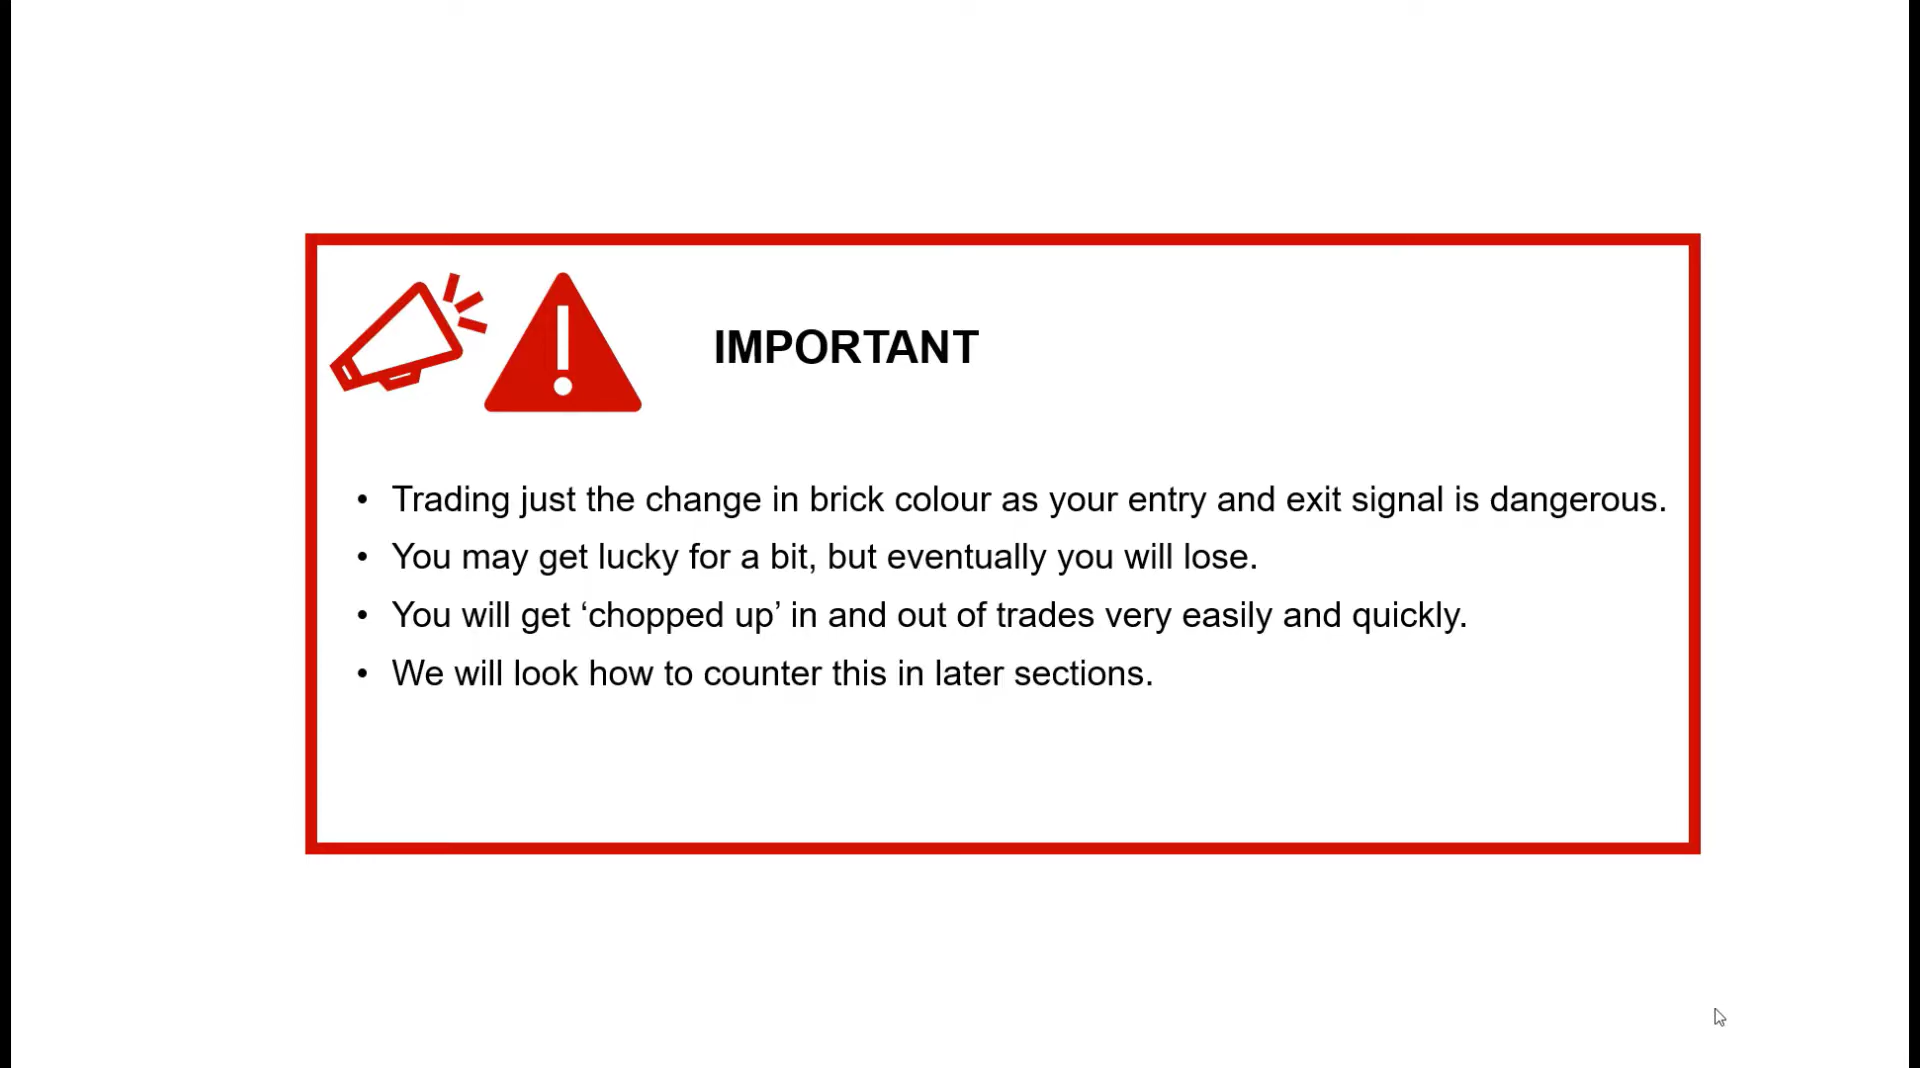 IMPORTANT
• Trading just the change in brick colour as your entry and exit signal is dangerous.
• You may get lucky for a bit, but eventually you will lose.
• You will get ‘chopped up’ in and out of trades very easily and quickly.
• We will look how to counter this in later sections.